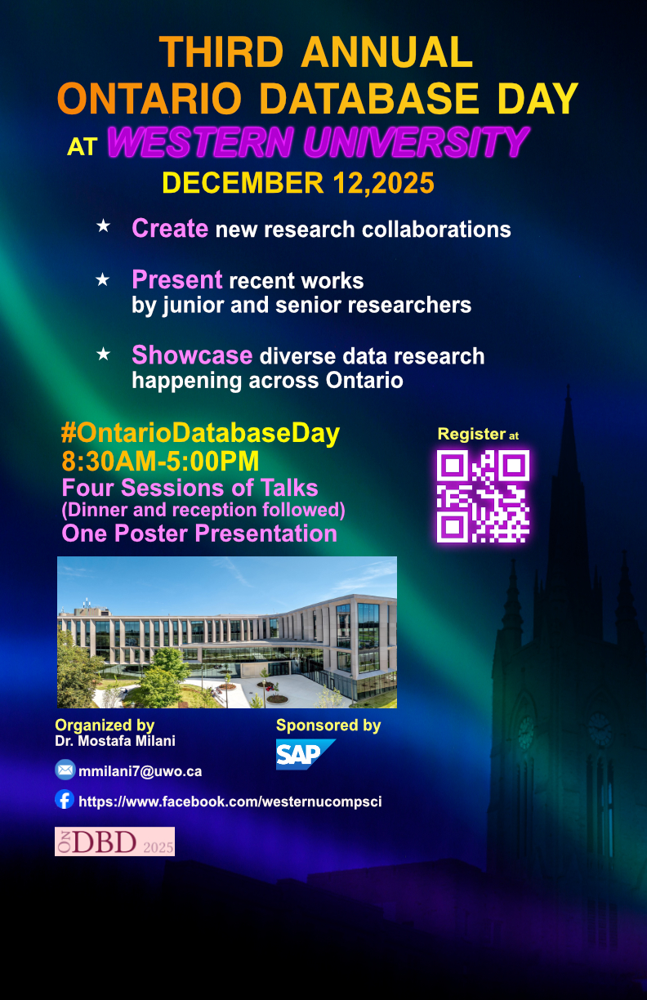 THIRD ANNUAL
ONTARIO DATABASE DAY
AT WESTERN UNIVERSITY
DECEMBER 12,2025
★ Create new research collaborations
★ Present recent works
by junior and senior researchers
★ Showcase diverse data research
happening across Ontario
#OntarioDatabaseDay
8:30AM-5:00PM
Four Sessions of Talks
(Dinner and reception followed)
One Poster Presentation
Register at
Organized by
Dr. Mostafa Milani
mmilani7@uwo.ca
https://www.facebook.com/westernucompsci
Sponsored by
SAP
ON DBD 2025